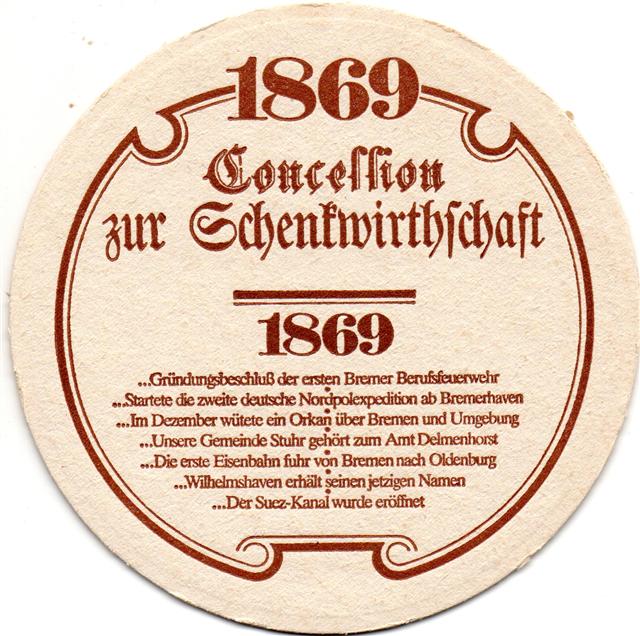 1869
Conceſſion
zur Schenkwirthſchaft
1869
...Gründungsbeschluß der ersten Bremer Berufsfeuerwehr
...Startete die zweite deutsche Nordpolexpedition ab Bremerhaven
...Im Dezember wütete ein Orkan über Bremen und Umgebung
...Unsere Gemeinde Stuhr gehört zum Amt Delmenhorst
...Die erste Eisenbahn fuhr von Bremen nach Oldenburg
...Wilhelmshaven erhält seinen jetzigen Namen
...Der Suez-Kanal wurde eröffnet